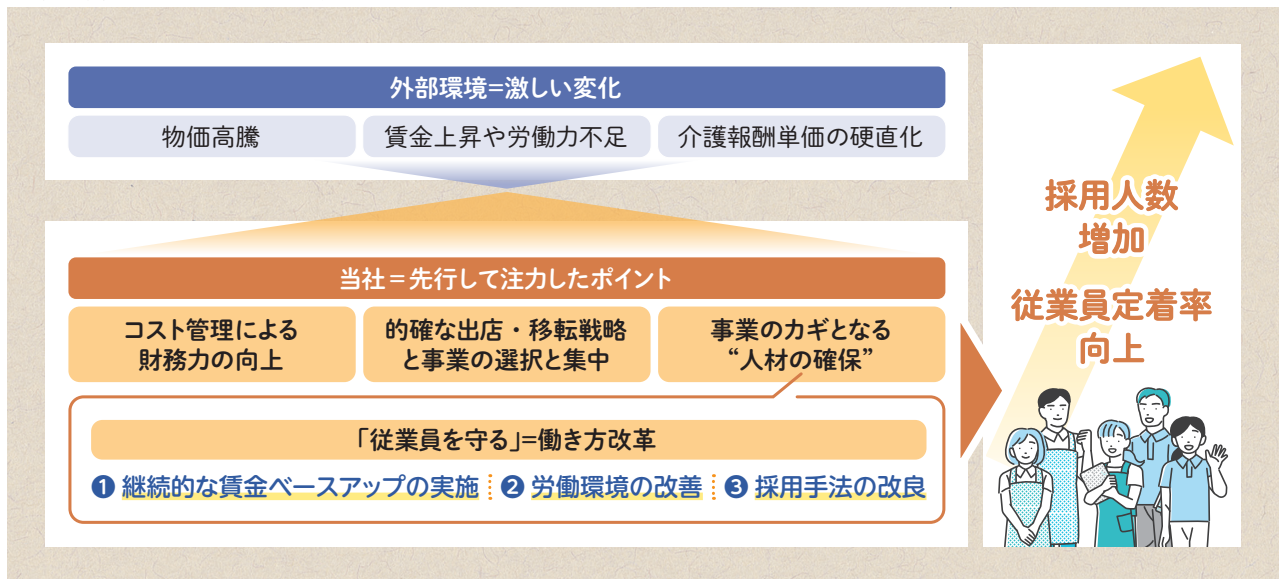 外部環境=激しい変化
物価高騰
賃金上昇や労働力不足
介護報酬単価の硬直化
当社=先行して注力したポイント
コスト管理による
財務力の向上
的確な出店・移転戦略
と事業の選択と集中
事業のカギとなる
“人材の確保”
「従業員を守る」=働き方改革
❶ 継続的な賃金ベースアップの実施
❷ 労働環境の改善
❸ 採用手法の改良
採用人数
増加
従業員定着率
向上